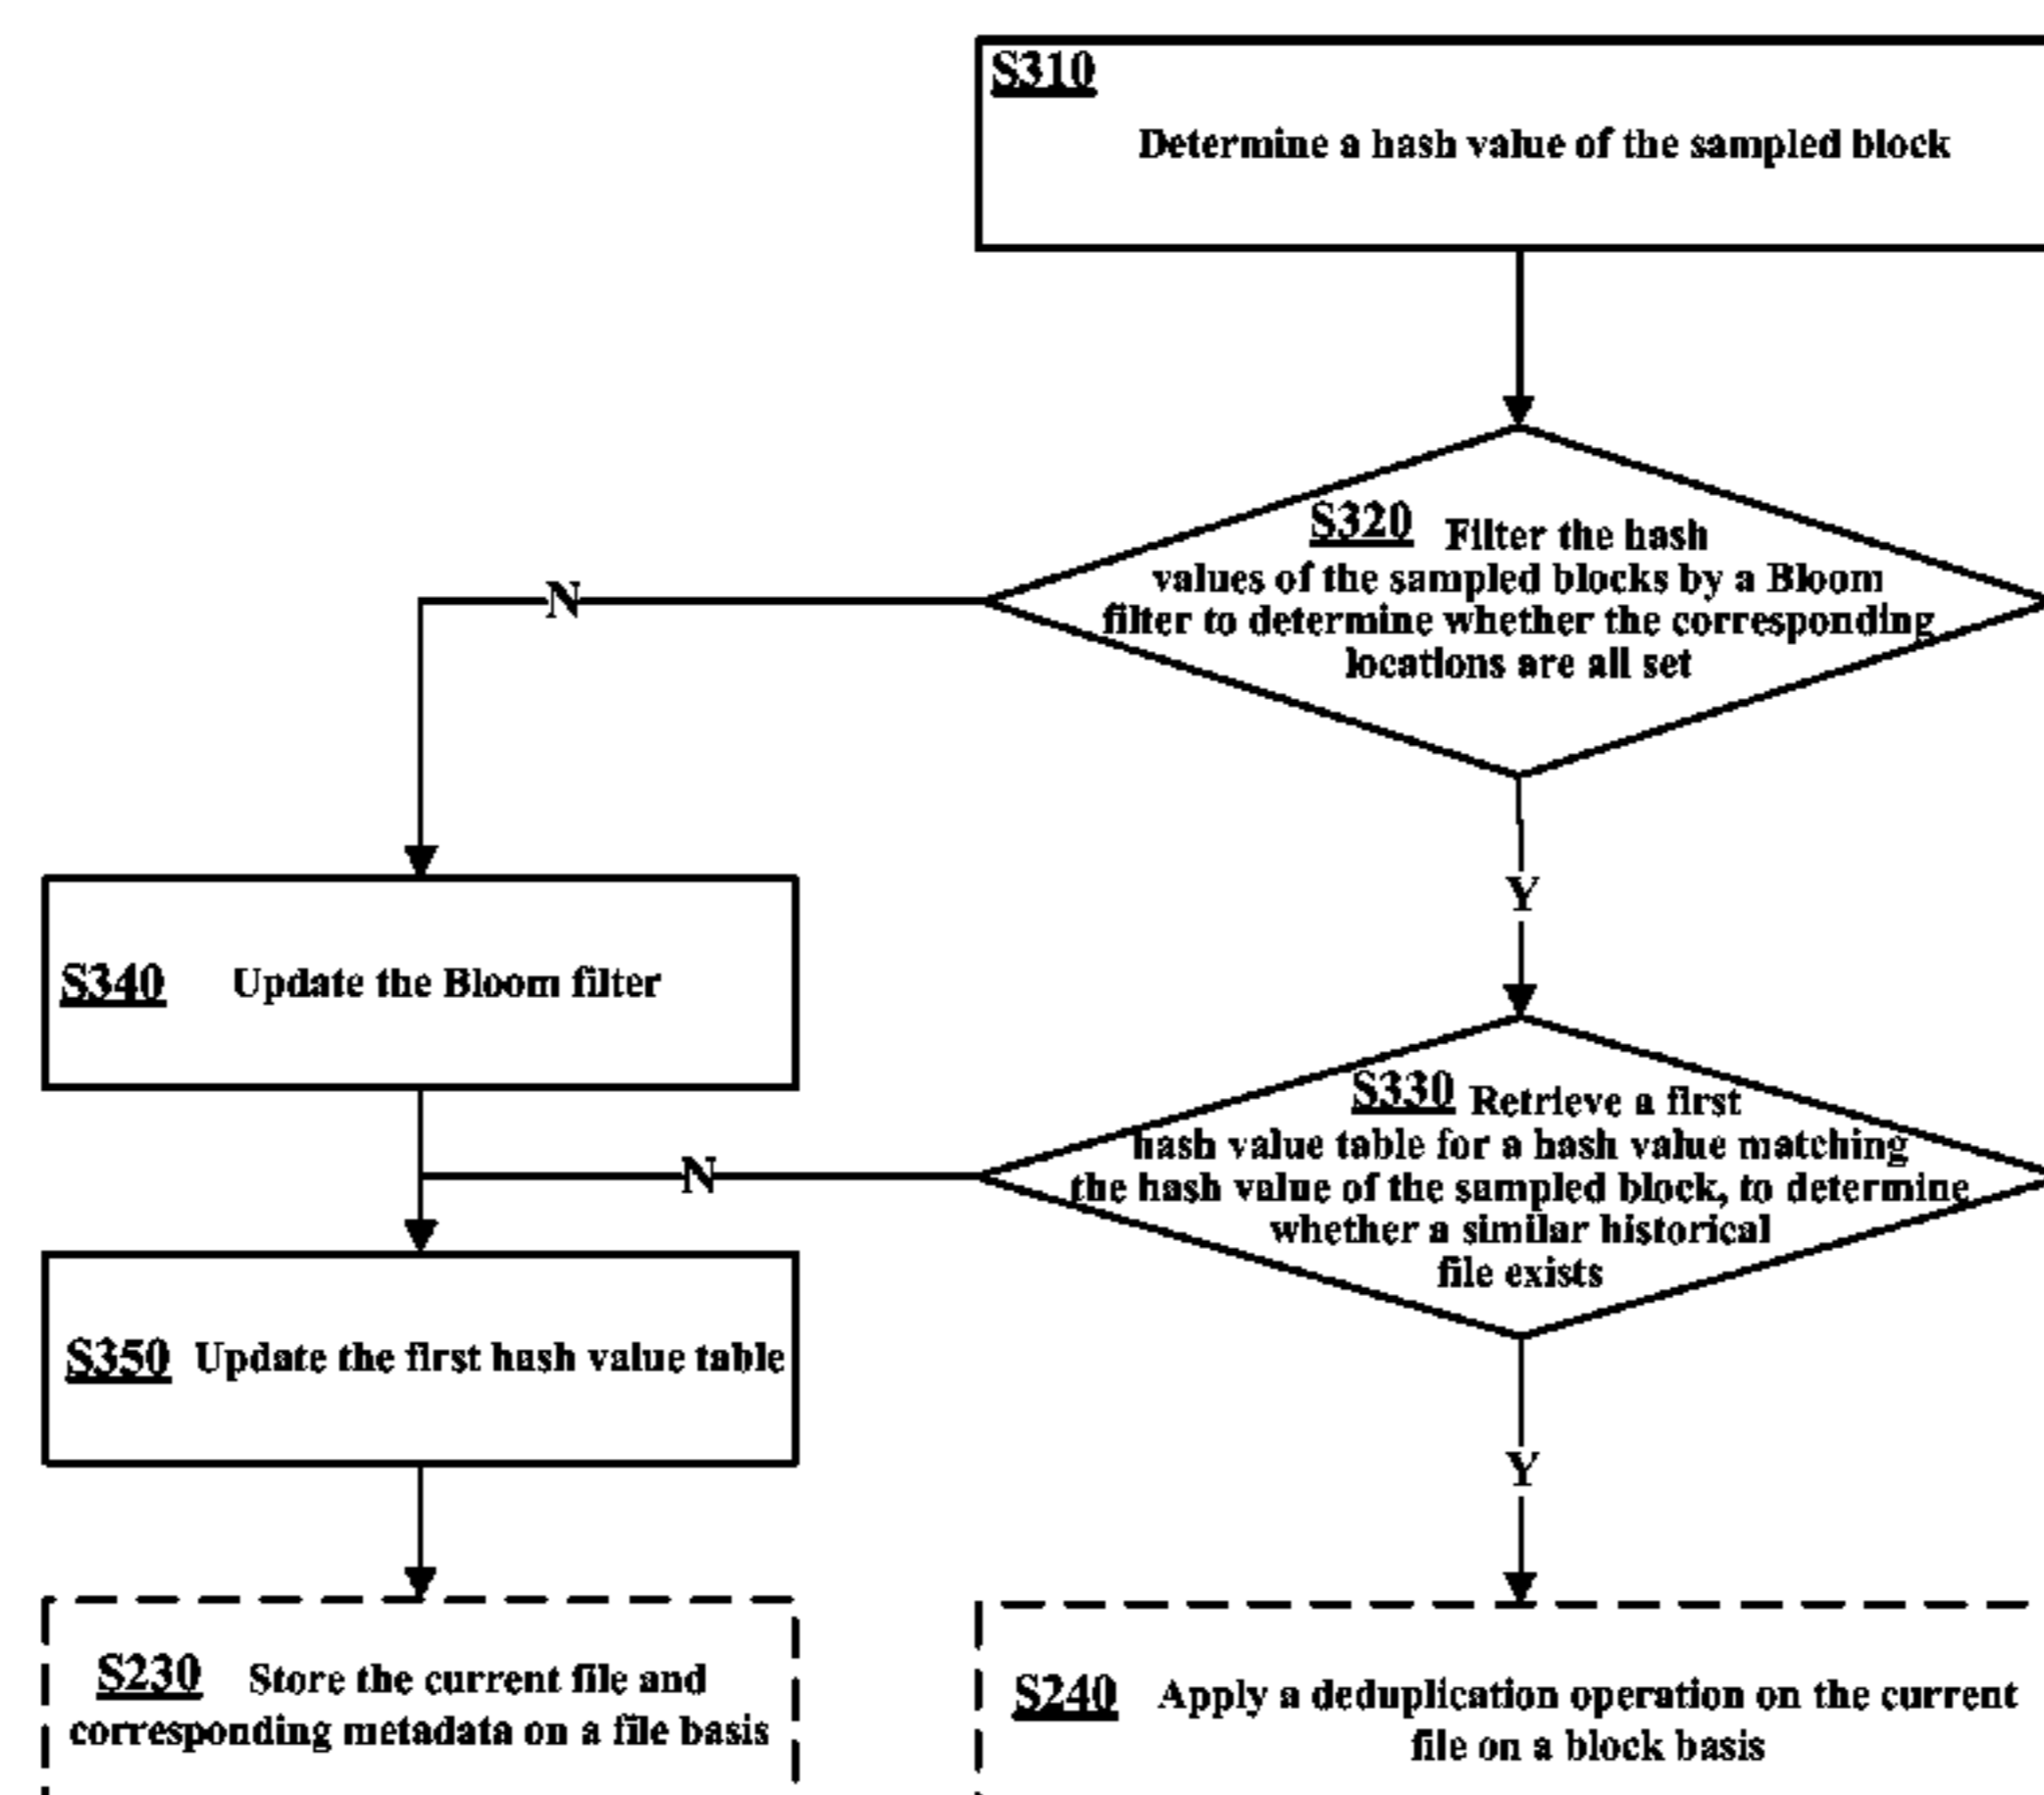 S310
Determine a hash value of the sampled block
S320 Filter the hash
values of the sampled blocks by a Bloom
filter to determine whether the corresponding
locations are all set
N
Y
S340 Update the Bloom filter
S330 Retrieve a first
hash value table for a hash value matching
the hash value of the sampled block, to determine
whether a similar historical
file exists
N
S350 Update the first hash value table
Y
S230 Store the current file and
corresponding metadata on a file basis
S240 Apply a deduplication operation on the current
file on a block basis